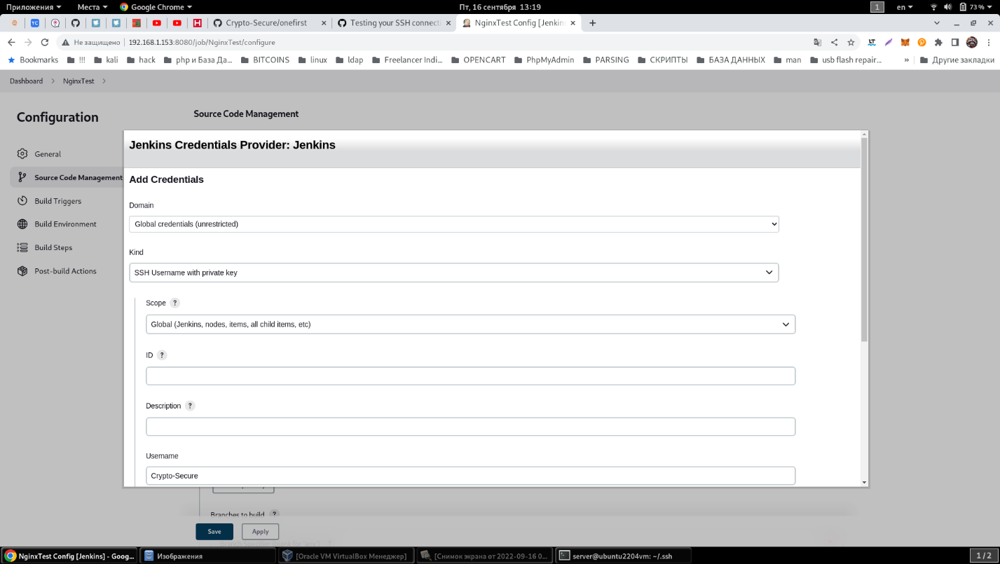 Приложения Места Google Chrome Пт, 16 сентября 13:19 1 en 73 %
YC Crypto-Secure/onefirst Testing your SSH connecti NginxTest Config [Jenkins
Не защищено 192.168.1.153:8080/job/NginxTest/configure
Bookmarks !!! kali hack php и База Да... BITCOINS linux ldap Freelancer Indi... OPENCART PhpMyAdmin PARSING СКРИПТЫ БАЗА ДАННЫХ man usb flash repair... » Другие закладки
Dashboard NginxTest
Configuration
General
Source Code Management
Build Triggers
Build Environment
Build Steps
Post-build Actions
Source Code Management
Jenkins Credentials Provider: Jenkins
Add Credentials
Domain
Global credentials (unrestricted)
Kind
SSH Username with private key
Scope ?
Global (Jenkins, nodes, items, all child items, etc)
ID ?
Description ?
Username
Crypto-Secure
Branches to build ?
Save Apply
NginxTest Config [Jenkins] - Goog... Изображения [Oracle VM VirtualBox Менеджер] [Снимок экрана от 2022-09-16 0... server@ubuntu2204vm: ~/.ssh 1 / 2